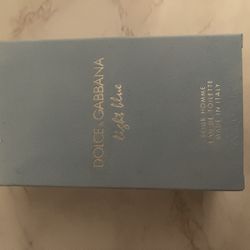 DOLCE & GABBANA
light blue
POUR HOMME
EAU DE TOILETTE
MADE IN ITALY